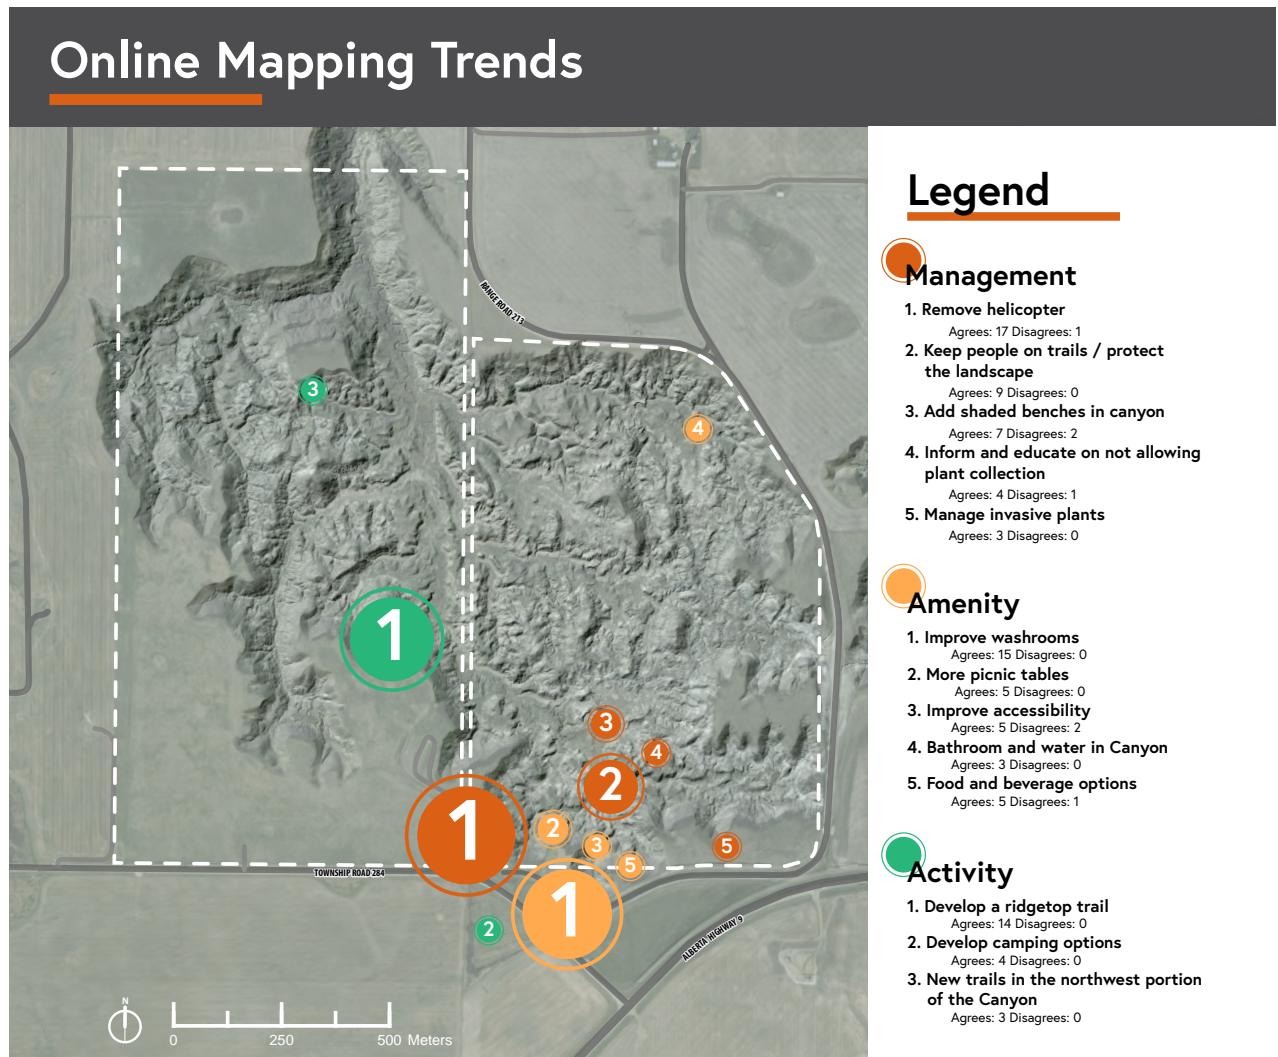 Online Mapping Trends
RANGE ROAD 213
3
4
1
3
4
2
1
2
3
5
5
TOWNSHIP ROAD 284
1
2
ALBERTA HIGHWAY 9
N
0 250 500 Meters
Legend
Management
1. Remove helicopter
Agrees: 17 Disagrees: 1
2. Keep people on trails / protect
the landscape
Agrees: 9 Disagrees: 0
3. Add shaded benches in canyon
Agrees: 7 Disagrees: 2
4. Inform and educate on not allowing
plant collection
Agrees: 4 Disagrees: 1
5. Manage invasive plants
Agrees: 3 Disagrees: 0
Amenity
1. Improve washrooms
Agrees: 15 Disagrees: 0
2. More picnic tables
Agrees: 5 Disagrees: 0
3. Improve accessibility
Agrees: 5 Disagrees: 2
4. Bathroom and water in Canyon
Agrees: 3 Disagrees: 0
5. Food and beverage options
Agrees: 5 Disagrees: 1
Activity
1. Develop a ridgetop trail
Agrees: 14 Disagrees: 0
2. Develop camping options
Agrees: 4 Disagrees: 0
3. New trails in the northwest portion
of the Canyon
Agrees: 3 Disagrees: 0